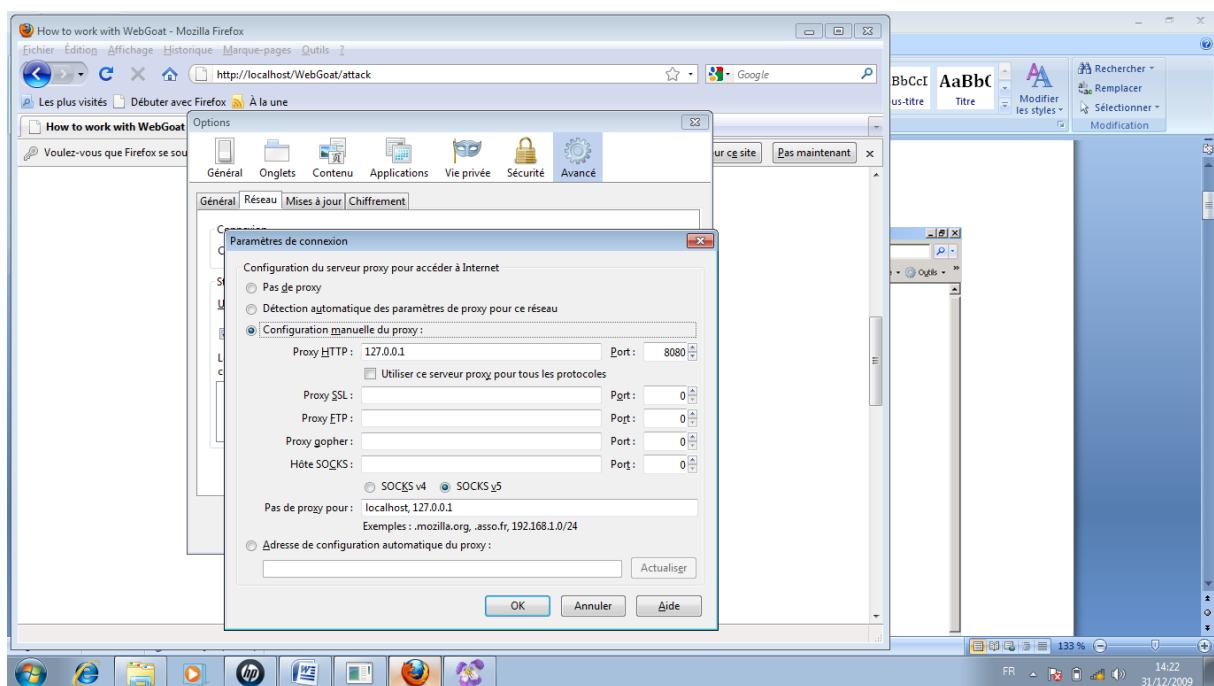 How to work with WebGoat - Mozilla Firefox
Fichier Édition Affichage Historique Marque-pages Outils ?
http://localhost/WebGoat/attack
Google
Les plus visités Débuter avec Firefox À la une
How to work with WebGoat
Voulez-vous que Firefox se sou
ur ce site Pas maintenant x
Options
Général Onglets Contenu Applications Vie privée Sécurité Avancé
Général Réseau Mises à jour Chiffrement
Paramètres de connexion
Configuration du serveur proxy pour accéder à Internet
Pas de proxy
Détection automatique des paramètres de proxy pour ce réseau
Configuration manuelle du proxy :
Proxy HTTP : 127.0.0.1 Port : 8080
Utiliser ce serveur proxy pour tous les protocoles
Proxy SSL : Port : 0
Proxy FTP : Port : 0
Proxy gopher : Port : 0
Hôte SOCKS : Port : 0
SOCKS v4 SOCKS v5
Pas de proxy pour : localhost, 127.0.0.1
Exemples : .mozilla.org, .asso.fr, 192.168.1.0/24
Adresse de configuration automatique du proxy :
Actualiser
OK Annuler Aide
BbCcI AaBb(
us-titre Titre
Modifier les styles
Rechercher
Remplacer
Sélectionner
Modification
Outils
133 %
hp
FR
14:22
31/12/2009